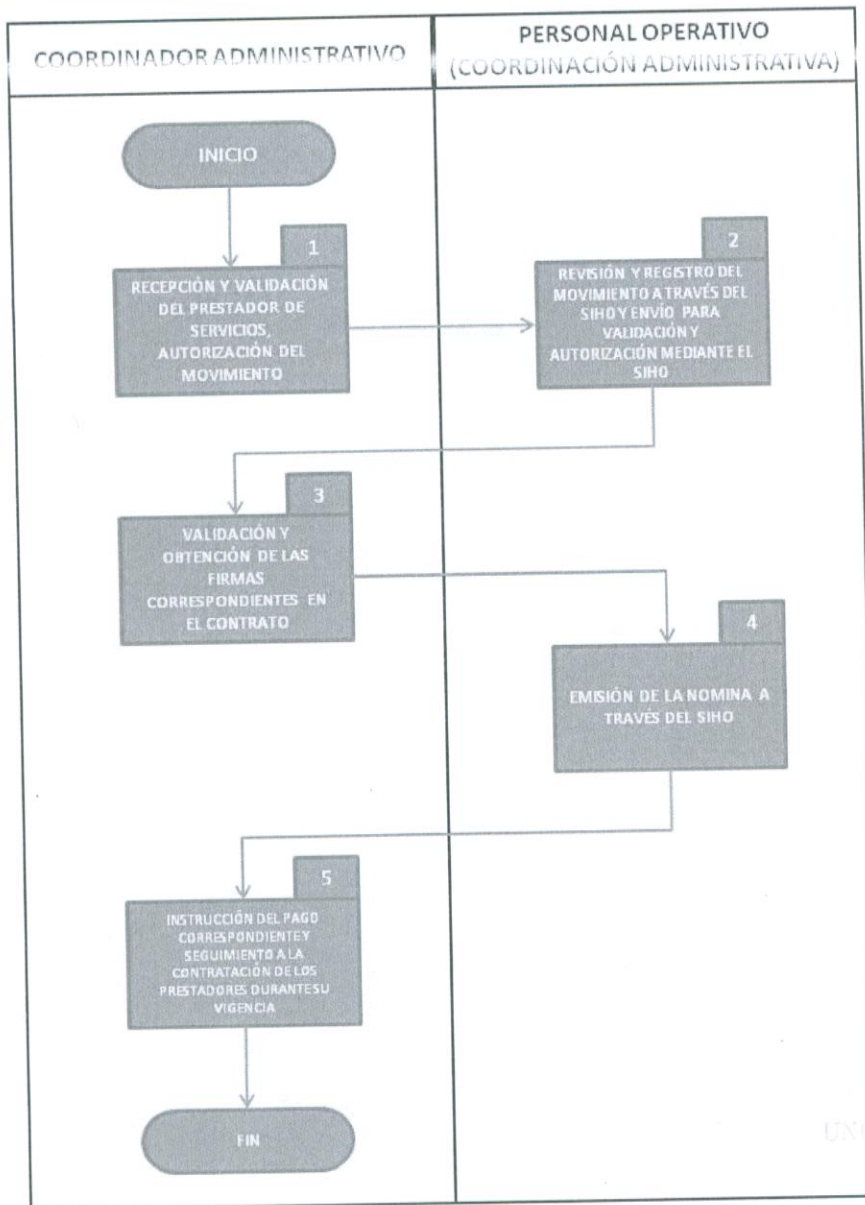 COORDINADOR ADMINISTRATIVO
PERSONAL OPERATIVO
(COORDINACIÓN ADMINISTRATIVA)
INICIO
1
RECEPCIÓN Y VALIDACIÓN
DEL PRESTADOR DE
SERVICIOS,
AUTORIZACIÓN DEL
MOVIMIENTO
2
REVISIÓN Y REGISTRO DEL
MOVIMIENTO A TRAVÉS DEL
SIHO Y ENVÍO PARA
VALIDACIÓN Y
AUTORIZACIÓN MEDIANTE EL
SIHO
3
VALIDACIÓN Y
OBTENCIÓN DE LAS
FIRMAS
CORRESPONDIENTES EN
EL CONTRATO
4
EMISIÓN DE LA NOMINA A
TRAVÉS DEL SIHO
5
INSTRUCCIÓN DEL PAGO
CORRESPONDIENTE Y
SEGUIMIENTO A LA
CONTRATACIÓN DE LOS
PRESTADORES DURANTE SU
VIGENCIA
FIN